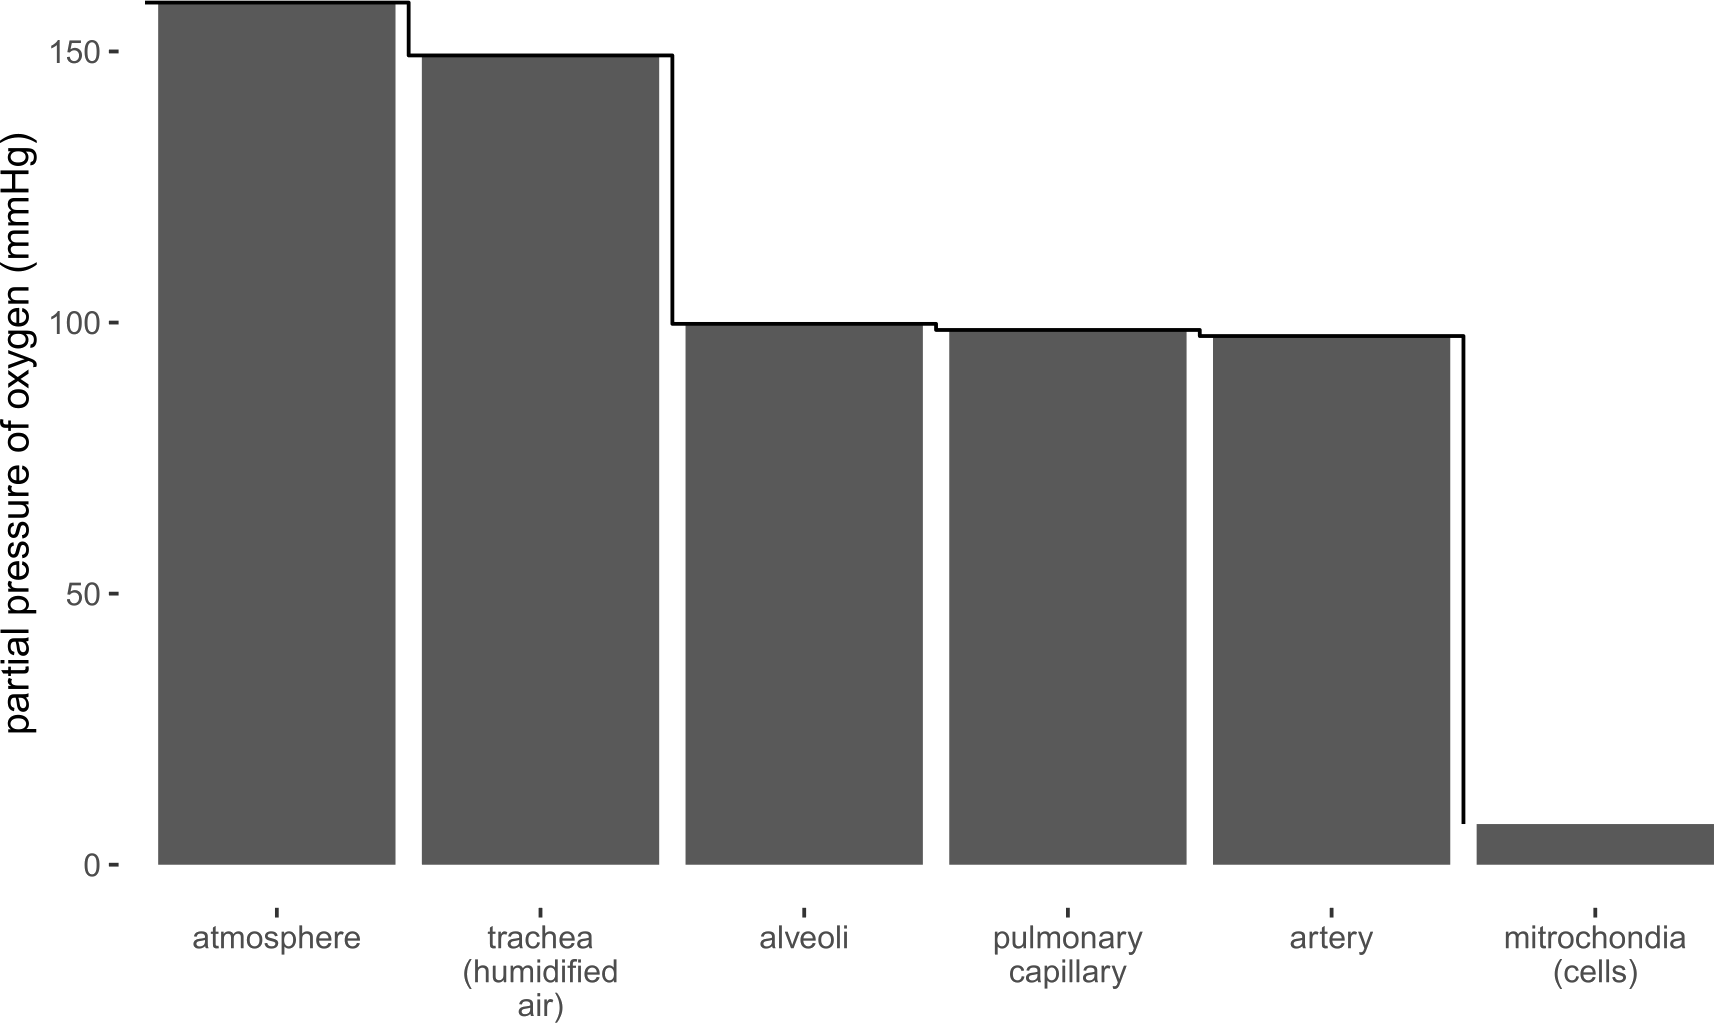 partial pressure of oxygen (mmHg)
150
100
50
0
atmosphere
trachea
(humidified
air)
alveoli
pulmonary
capillary
artery
mitrochondia
(cells)